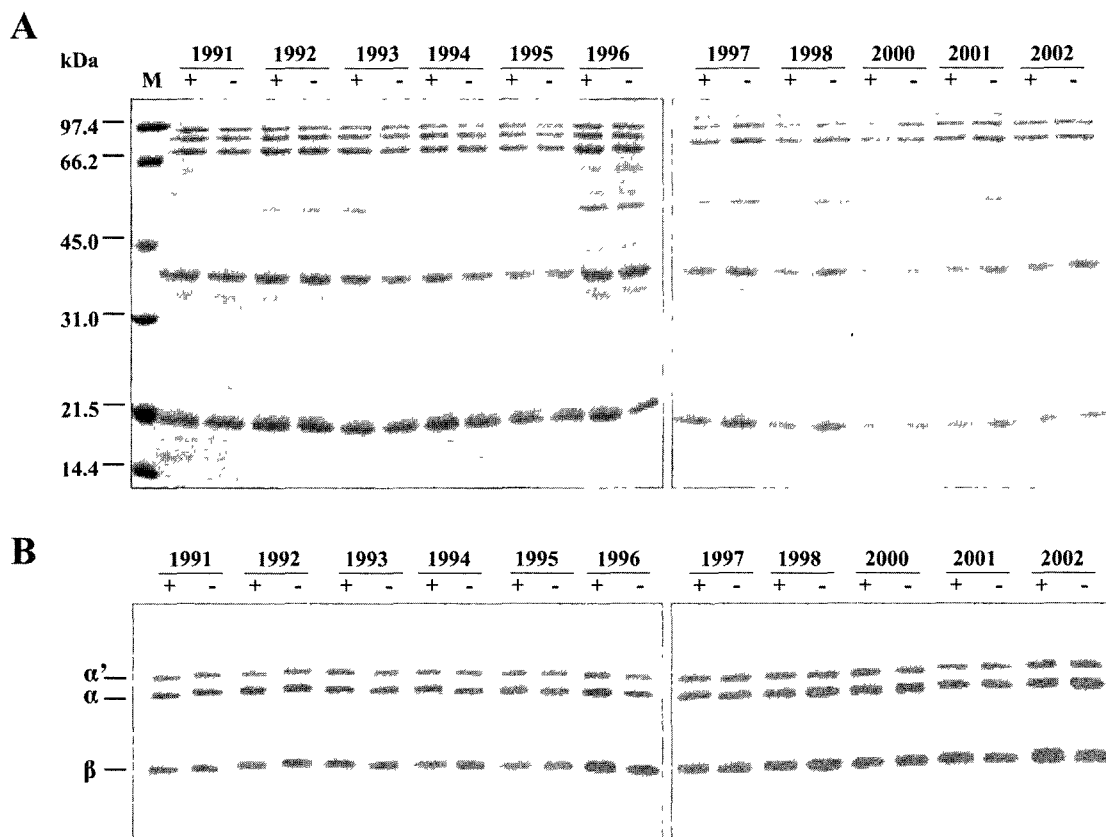 A
kDa
1991 1992 1993 1994 1995 1996 1997 1998 2000 2001 2002
M + - + - + - + - + - + - + - + - + - + - + -
97.4
66.2
45.0
31.0
21.5
14.4
B
1991 1992 1993 1994 1995 1996 1997 1998 2000 2001 2002
+ - + - + - + - + - + - + - + - + - + - + -
α’
α
β